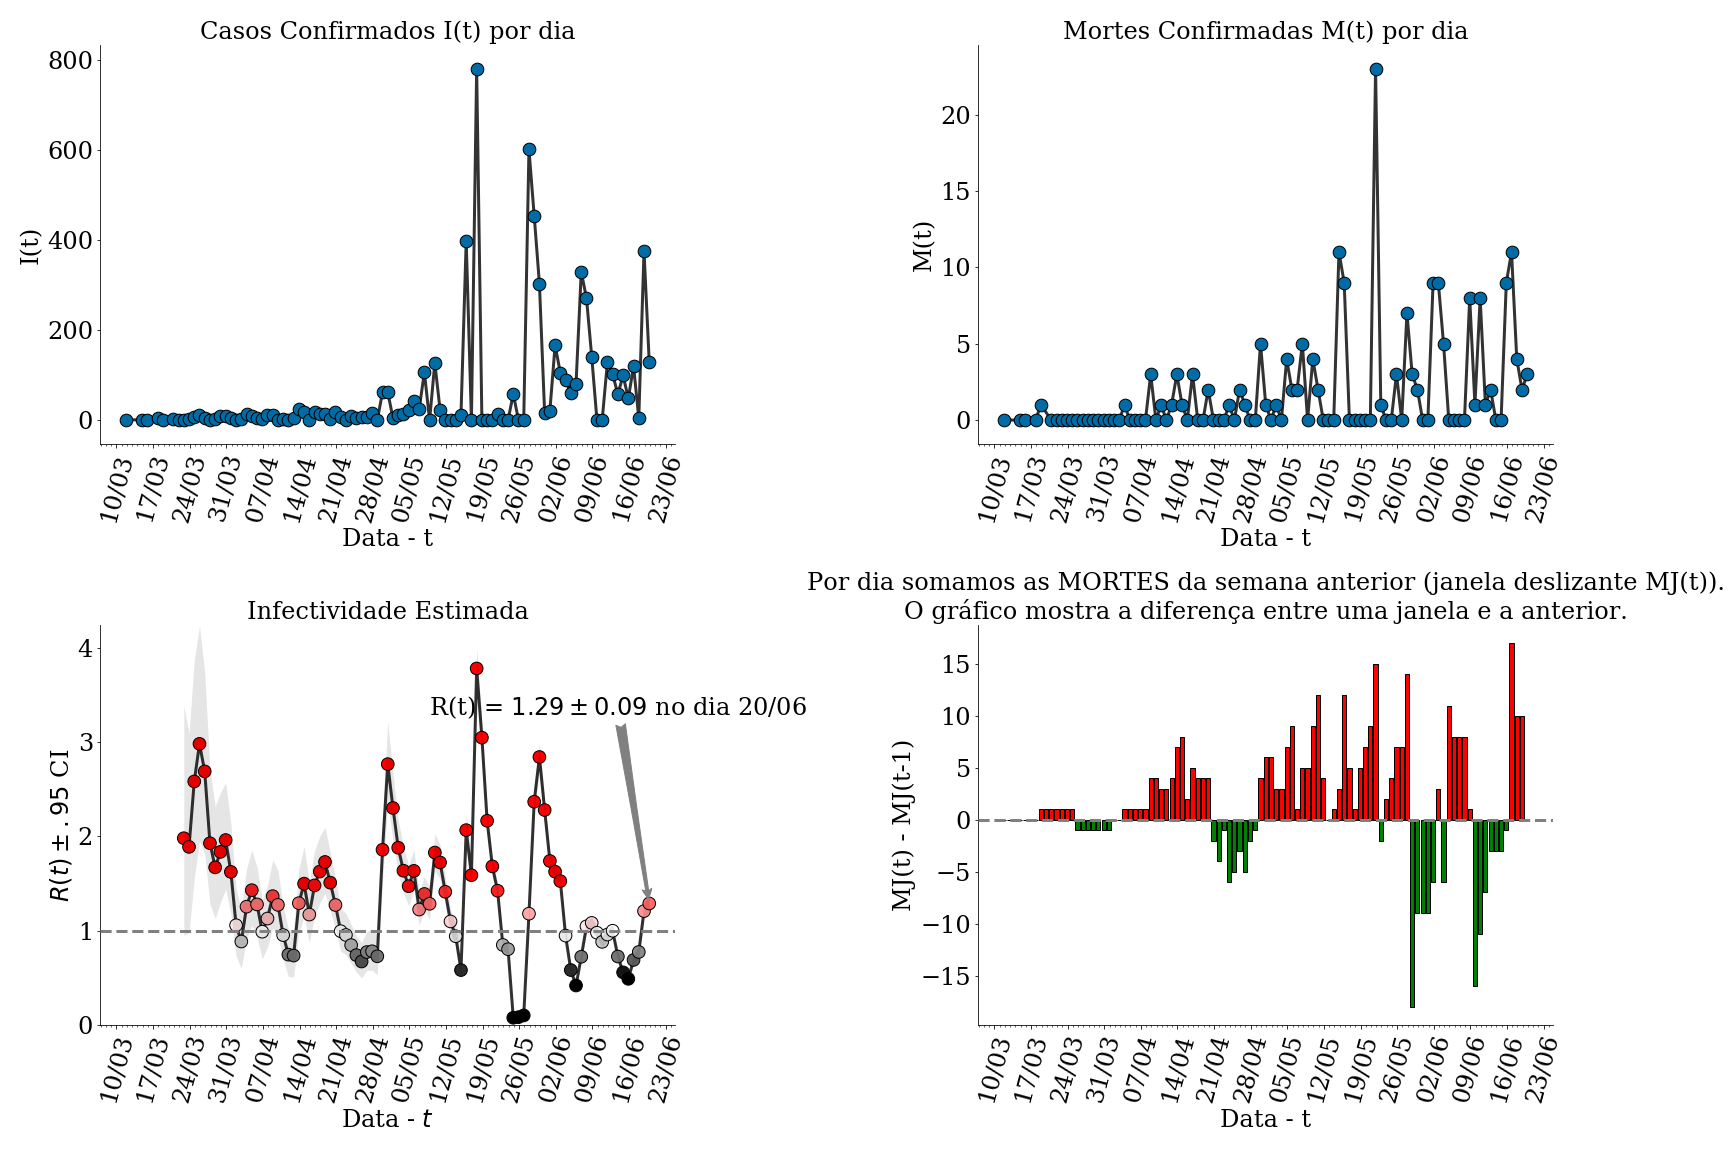 Casos Confirmados I(t) por dia
800
600
400
200
0
I(t)
10/03 17/03 24/03 31/03 07/04 14/04 21/04 28/04 05/05 12/05 19/05 26/05 02/06 09/06 16/06 23/06
Data - t
Mortes Confirmadas M(t) por dia
20
15
10
5
0
M(t)
10/03 17/03 24/03 31/03 07/04 14/04 21/04 28/04 05/05 12/05 19/05 26/05 02/06 09/06 16/06 23/06
Data - t
Infectividade Estimada
4
3
2
1
0
R(t) ± .95 CI
R(t) = 1.29 ± 0.09 no dia 20/06
10/03 17/03 24/03 31/03 07/04 14/04 21/04 28/04 05/05 12/05 19/05 26/05 02/06 09/06 16/06 23/06
Data - t
Por dia somamos as MORTES da semana anterior (janela deslizante MJ(t)).
O gráfico mostra a diferença entre uma janela e a anterior.
15
10
5
0
−5
−10
−15
MJ(t) - MJ(t-1)
10/03 17/03 24/03 31/03 07/04 14/04 21/04 28/04 05/05 12/05 19/05 26/05 02/06 09/06 16/06 23/06
Data - t